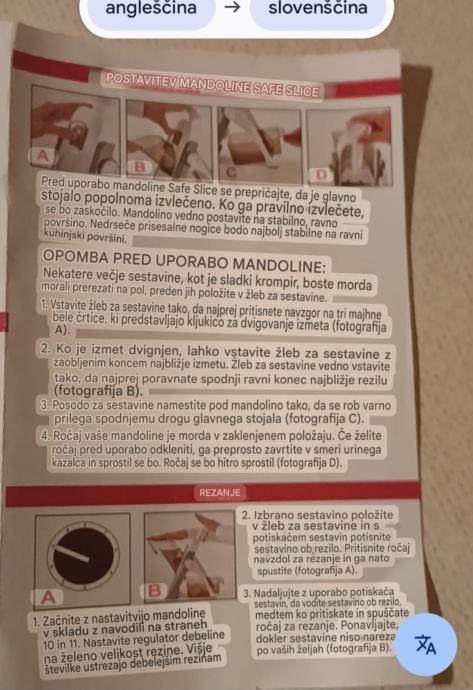 angleščina → slovenščina
POSTAVITEV MANDOLINE SAFE SLICE
A
B
C
D
Pred uporabo mandoline Safe Slice se prepričajte, da je glavno
stojalo popolnoma izvlečeno. Ko ga pravilno izvlečete,
se bo zaskočilo. Mandolino vedno postavite na stabilno, ravno
površino. Nedrseče prisesalne nogice bodo najbolj stabilne na ravni
kuhinjski površini.
OPOMBA PRED UPORABO MANDOLINE:
Nekatere večje sestavine, kot je sladki krompir, boste morda
morali prerezati na pol, preden jih položite v žleb za sestavine.
1. Vstavite žleb za sestavine tako, da najprej pritisnete navzgor na tri majhne
bele črtice, ki predstavljajo kljukico za dvigovanje izmeta (fotografija
A).
2. Ko je izmet dvignjen, lahko vstavite žleb za sestavine z
zaobljenim koncem najbližje izmetu. Žleb za sestavine vedno vstavite
tako, da najprej poravnate spodnji ravni konec najbližje rezilu
(fotografija B).
3. Posodo za sestavine namestite pod mandolino tako, da se rob varno
prilega spodnjemu drogu glavnega stojala (fotografija C).
4. Ročaj vaše mandoline je morda v zaklenjenem položaju. Če želite
ročaj pred uporabo odkleniti, ga preprosto zavrtite v smeri urinega
kazalca in sprostil se bo. Ročaj se bo hitro sprostil (fotografija D).
REZANJE
A
B
1. Začnite z nastavitvijo mandoline
v skladu z navodili na straneh
10 in 11. Nastavite regulator debeline
na želeno velikost rezine. Višje
številke ustrezajo debelejšim rezinam
2. Izbrano sestavino položite
v žleb za sestavine in s
potiskačem sestavin potisnite
sestavino ob rezilo. Pritisnite ročaj
navzdol za rezanje in ga nato
spustite (fotografija A).
3. Nadaljujte z uporabo potiskača
sestavin, da vodite sestavino ob rezilo,
medtem ko pritiskate in spuščate
ročaj za rezanje. Ponavljajte,
dokler sestavine niso nareza
po vaših željah (fotografija B).